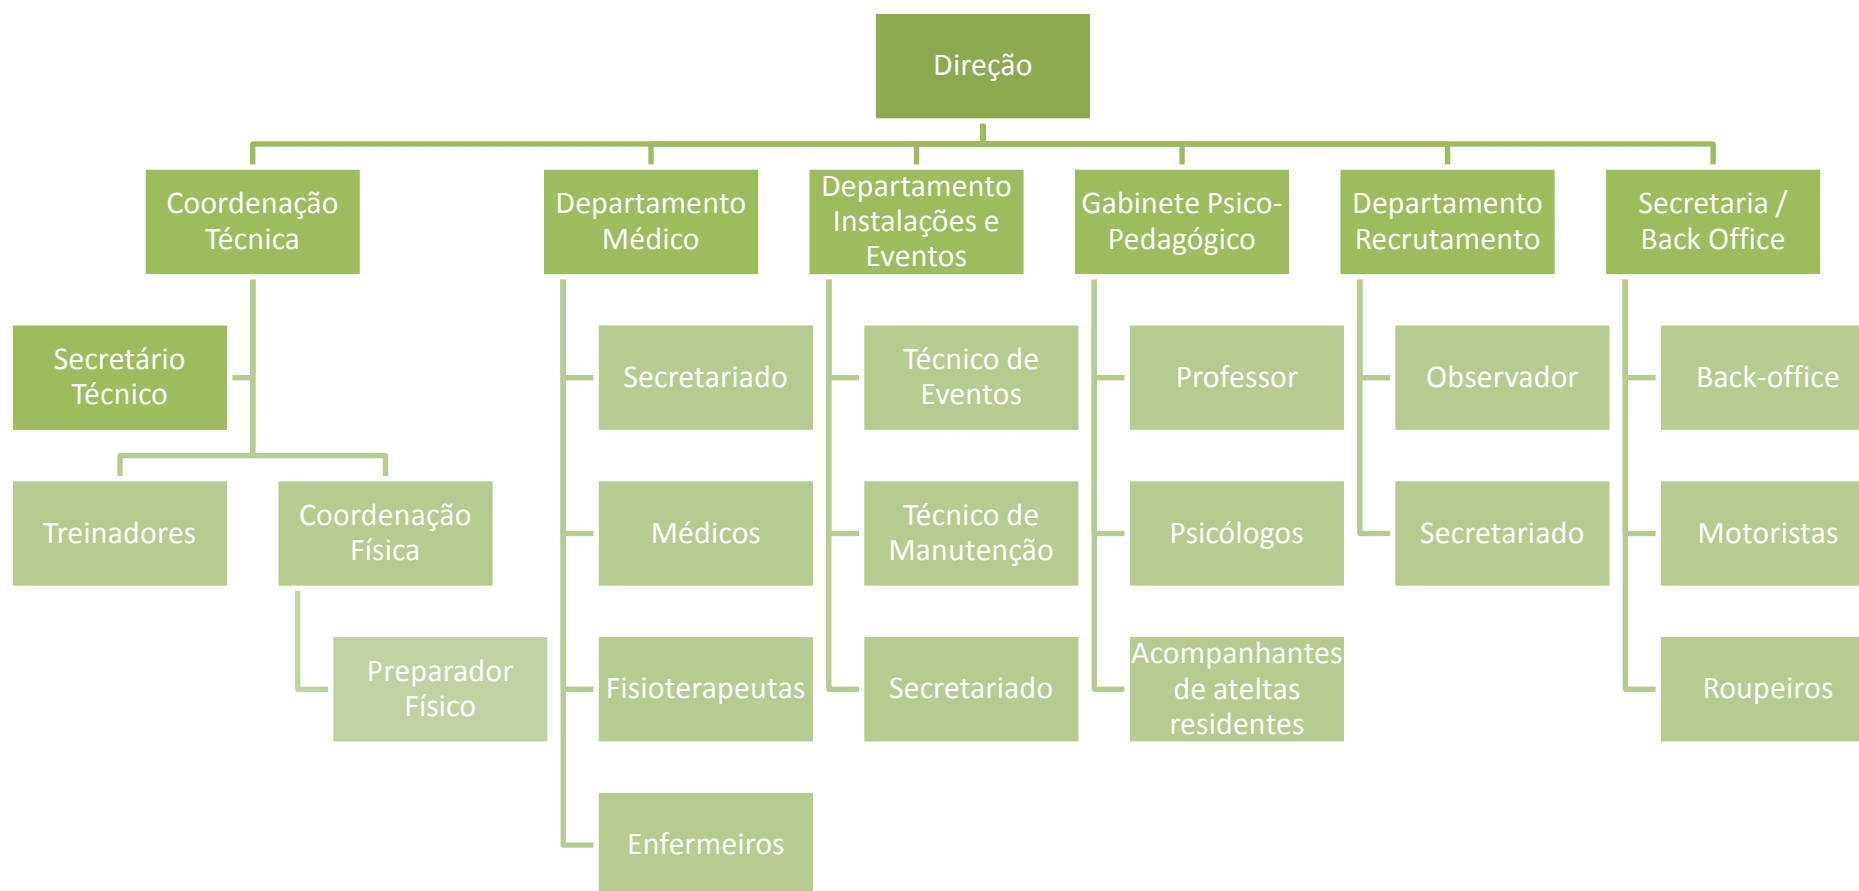 Direção
Coordenação
Técnica
Departamento
Médico
Departamento
Instalações e
Eventos
Gabinete Psico-
Pedagógico
Departamento
Recrutamento
Secretaria /
Back Office
Secretário
Técnico
Secretariado
Técnico de
Eventos
Professor
Observador
Back-office
Treinadores
Coordenação
Física
Médicos
Técnico de
Manutenção
Psicólogos
Secretariado
Motoristas
Preparador
Físico
Fisioterapeutas
Secretariado
Acompanhantes
de ateltas
residentes
Roupeiros
Enfermeiros